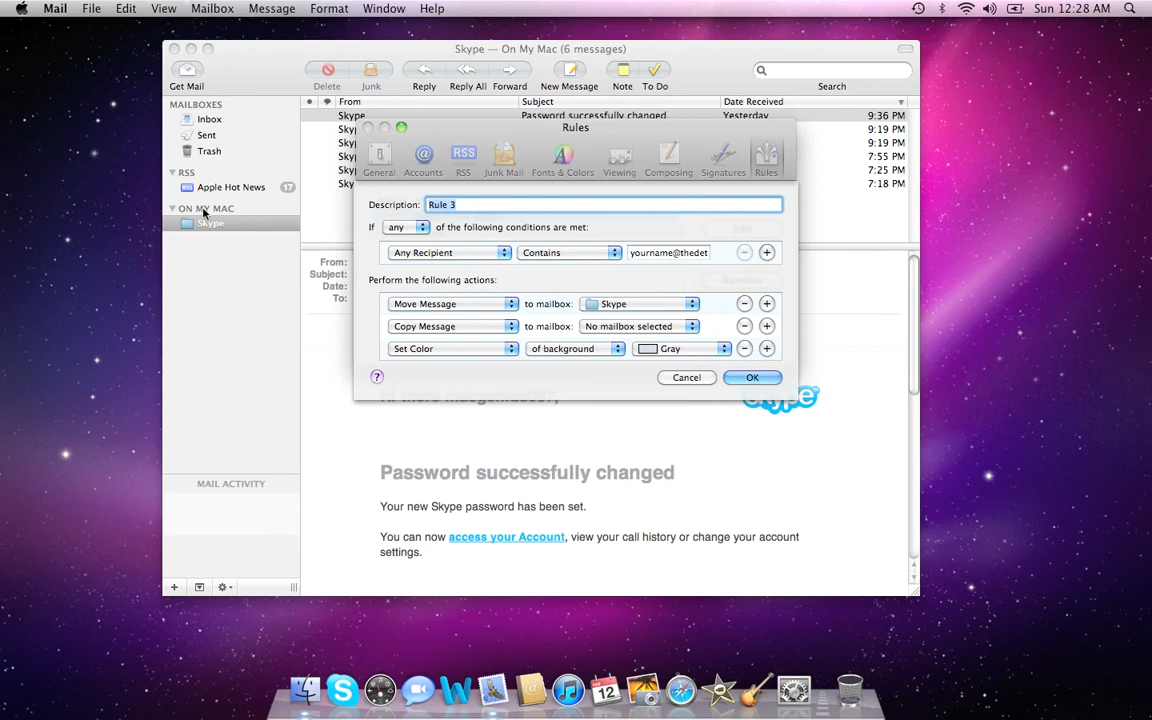 Mail File Edit View Mailbox Message Format Window Help Sun 12:28 AM
Skype — On My Mac (6 messages)
Get Mail Delete Junk Reply Reply All Forward New Message Note To Do Search
MAILBOXES
Inbox
Sent
Trash
RSS
Apple Hot News 17
ON MY MAC
Skype
From Subject Date Received
Skype Password successfully changed Yesterday 9:36 PM
9:19 PM
9:19 PM
7:55 PM
7:25 PM
7:18 PM
Rules
RSS
General Accounts RSS Junk Mail Fonts & Colors Viewing Composing Signatures Rules
Description: Rule 3
If any of the following conditions are met:
Any Recipient Contains yourname@thedet
Perform the following actions:
Move Message to mailbox: Skype
Copy Message to mailbox: No mailbox selected
Set Color of background Gray
? Cancel OK
From:
Subject:
Date:
To:
skype
Password successfully changed
Your new Skype password has been set.
You can now access your Account, view your call history or change your account
settings.
MAIL ACTIVITY
12